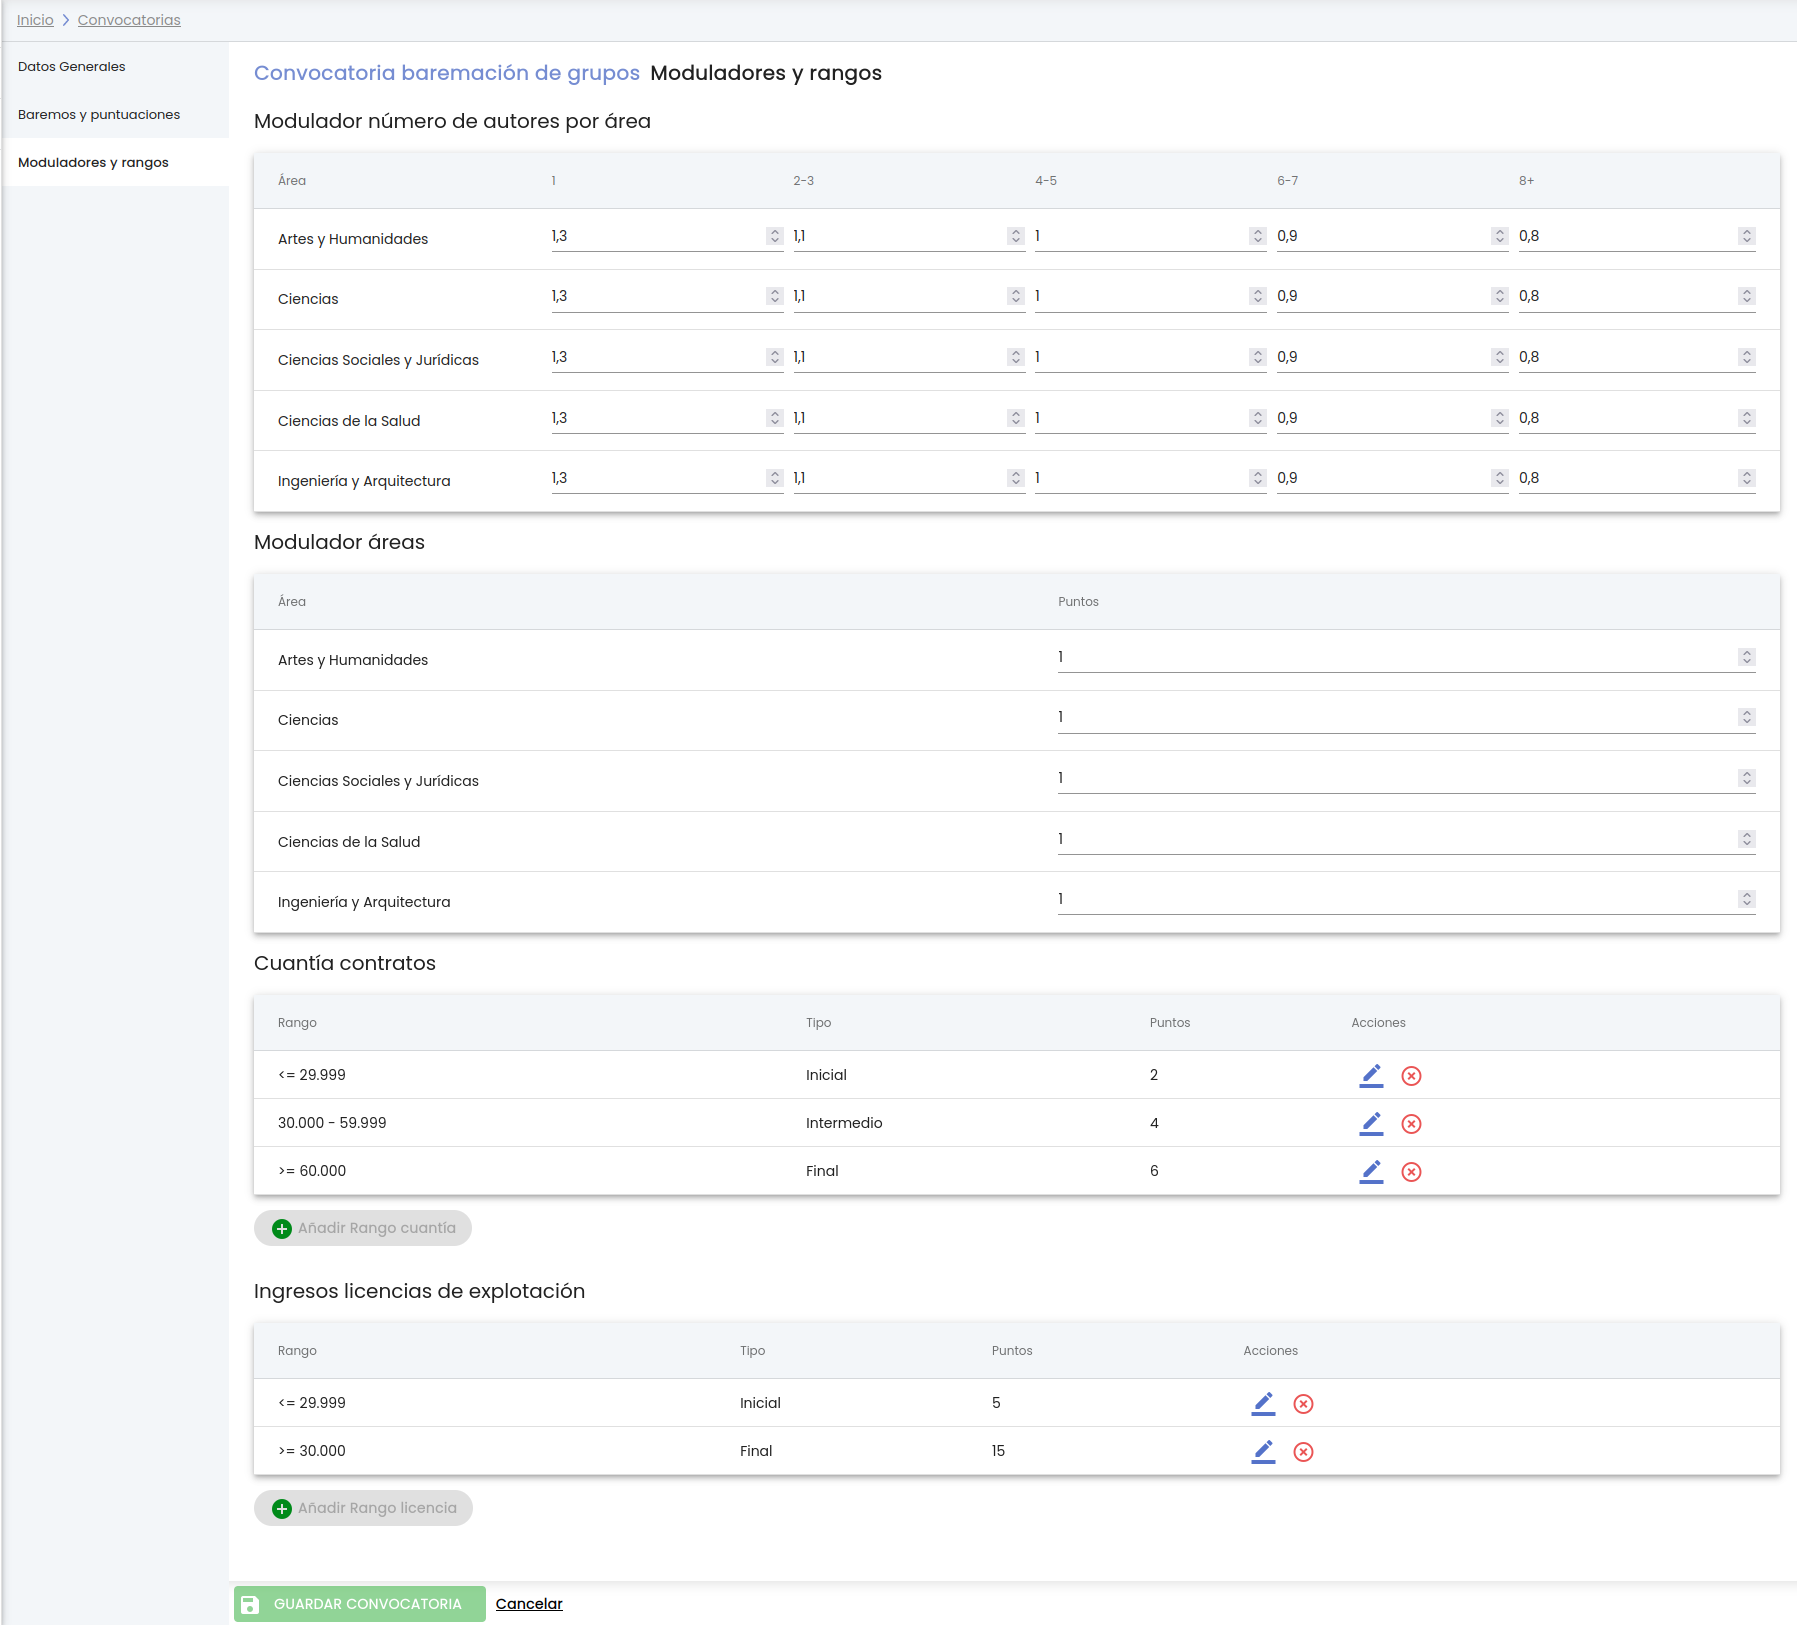 Inicio > Convocatorias
Datos Generales
Baremos y puntuaciones
Moduladores y rangos
Convocatoria baremación de grupos Moduladores y rangos
Modulador número de autores por área
Área 1 2-3 4-5 6-7 8+
Artes y Humanidades 1,3 1,1 1 0,9 0,8
Ciencias 1,3 1,1 1 0,9 0,8
Ciencias Sociales y Jurídicas 1,3 1,1 1 0,9 0,8
Ciencias de la Salud 1,3 1,1 1 0,9 0,8
Ingeniería y Arquitectura 1,3 1,1 1 0,9 0,8
Modulador áreas
Área Puntos
Artes y Humanidades 1
Ciencias 1
Ciencias Sociales y Jurídicas 1
Ciencias de la Salud 1
Ingeniería y Arquitectura 1
Cuantía contratos
Rango Tipo Puntos Acciones
<= 29.999 Inicial 2
30.000 - 59.999 Intermedio 4
>= 60.000 Final 6
Añadir Rango cuantía
Ingresos licencias de explotación
Rango Tipo Puntos Acciones
<= 29.999 Inicial 5
>= 30.000 Final 15
Añadir Rango licencia
GUARDAR CONVOCATORIA Cancelar